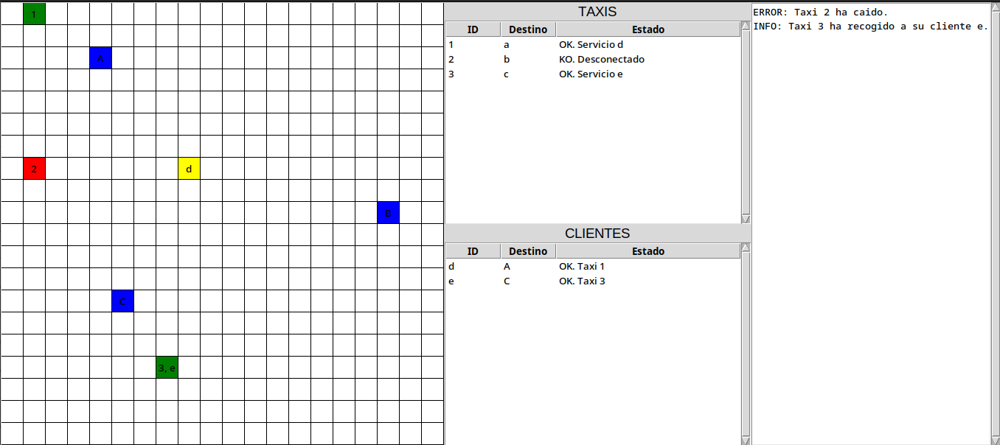 1
A
2
d
B
C
3, e
TAXIS
ID Destino Estado
1 a OK. Servicio d
2 b KO. Desconectado
3 c OK. Servicio e
CLIENTES
ID Destino Estado
d A OK. Taxi 1
e C OK. Taxi 3
ERROR: Taxi 2 ha caido.
INFO: Taxi 3 ha recogido a su cliente e.